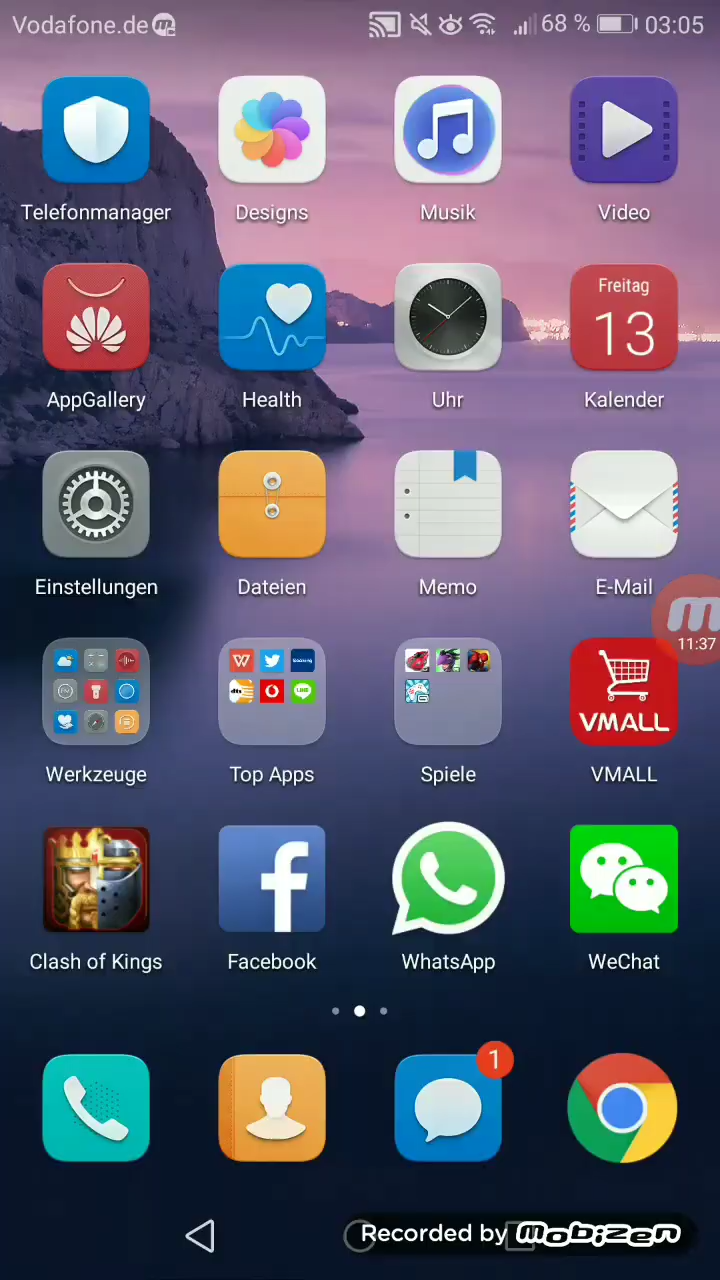 Vodafone.de
68 % 03:05
Telefonmanager
Designs
Musik
Video
Freitag
13
AppGallery
Health
Uhr
Kalender
Einstellungen
Dateien
Memo
E-Mail
11:37
VMALL
Werkzeuge
Top Apps
Spiele
VMALL
Clash of Kings
Facebook
WhatsApp
WeChat
1
Recorded by mobizen